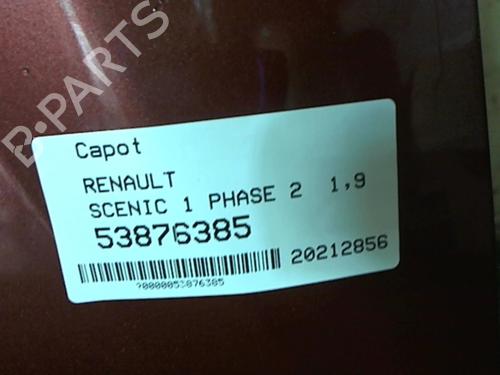 B-PARTS
Capot
RENAULT
SCENIC 1 PHASE 2 1,9
53876385
20212856
?0000053876385